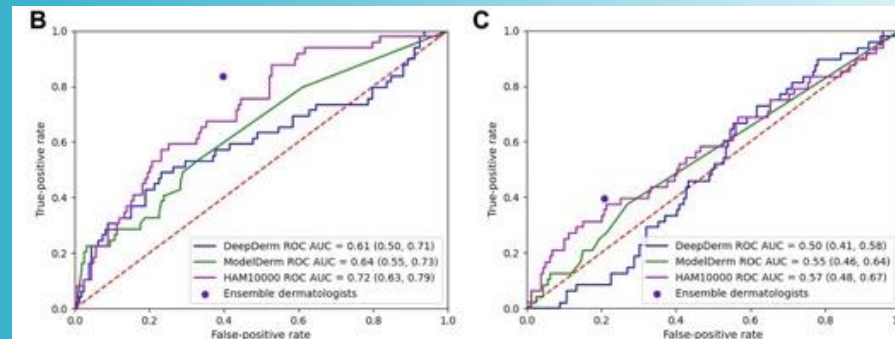 B
1.0
0.8
0.6
0.4
0.2
0.0
True-positive rate
DeepDerm ROC AUC = 0.61 (0.50, 0.71)
ModelDerm ROC AUC = 0.64 (0.55, 0.73)
HAM10000 ROC AUC = 0.72 (0.63, 0.79)
Ensemble dermatologists
0.0 0.2 0.4 0.6 0.8 1.0
False-positive rate
C
1.0
0.8
0.6
0.4
0.2
0.0
True-positive rate
DeepDerm ROC AUC = 0.50 (0.41, 0.58)
ModelDerm ROC AUC = 0.55 (0.46, 0.64)
HAM10000 ROC AUC = 0.57 (0.48, 0.67)
Ensemble dermatologists
0.0 0.2 0.4 0.6 0.8 1.0
False-positive rate